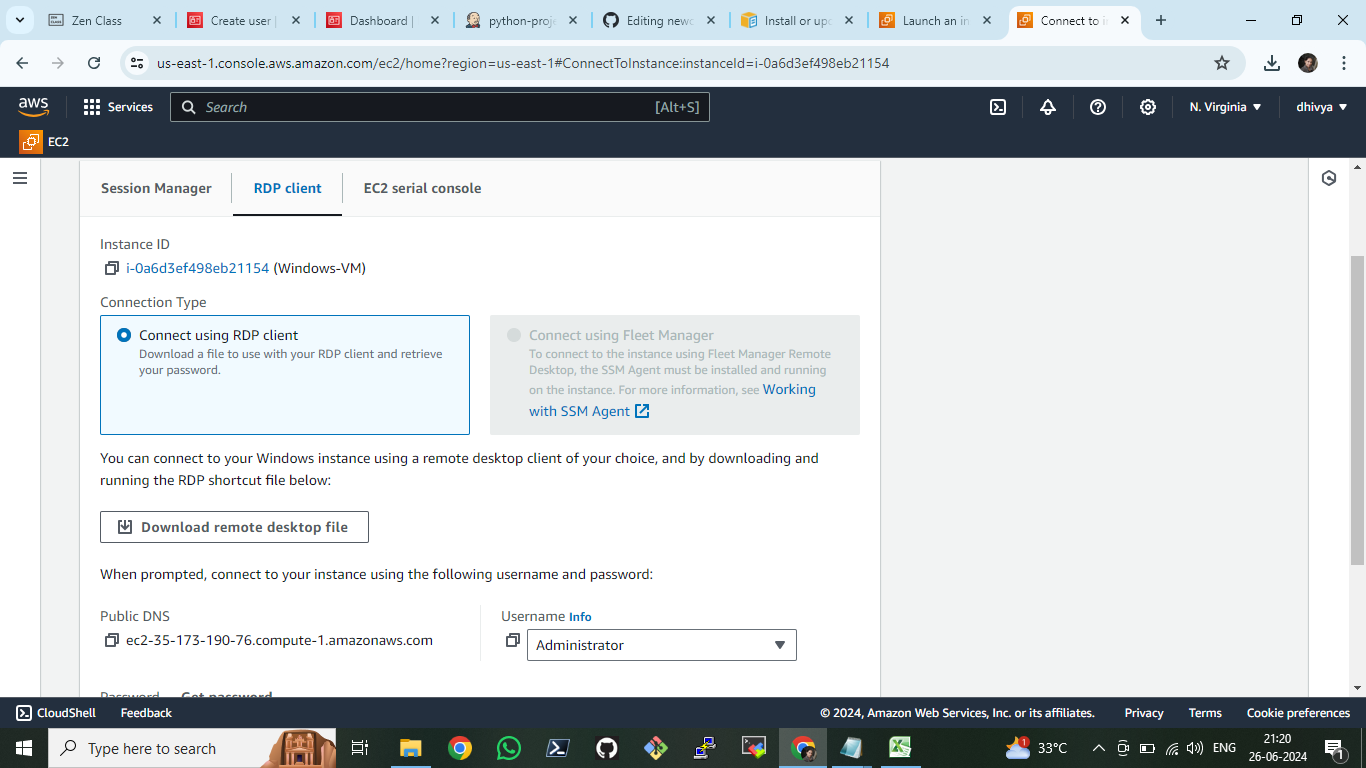 Zen Class
Create user |
Dashboard |
python-proje
Editing newc
Install or upc
Launch an in
Connect to in
us-east-1.console.aws.amazon.com/ec2/home?region=us-east-1#ConnectToInstance:instanceId=i-0a6d3ef498eb21154
aws
Services
Search
[Alt+S]
N. Virginia
dhivya
EC2
Session Manager
RDP client
EC2 serial console
Instance ID
i-0a6d3ef498eb21154 (Windows-VM)
Connection Type
Connect using RDP client
Download a file to use with your RDP client and retrieve
your password.
Connect using Fleet Manager
To connect to the instance using Fleet Manager Remote
Desktop, the SSM Agent must be installed and running
on the instance. For more information, see Working
with SSM Agent
You can connect to your Windows instance using a remote desktop client of your choice, and by downloading and
running the RDP shortcut file below:
Download remote desktop file
When prompted, connect to your instance using the following username and password:
Public DNS
ec2-35-173-190-76.compute-1.amazonaws.com
Username Info
Administrator
Password Get password
CloudShell
Feedback
© 2024, Amazon Web Services, Inc. or its affiliates.
Privacy
Terms
Cookie preferences
Type here to search
1
33°C
ENG
21:20
26-06-2024
1